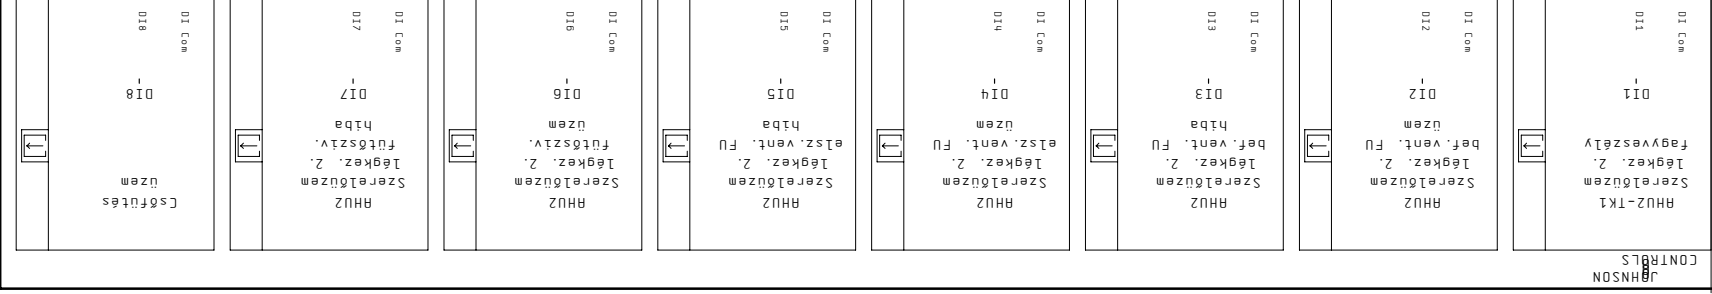 JOHNSON
CONTROLS
AHU2-TK1
Szerelőüzem
légkez. 2.
fagyveszély
DI1
DI Com
DI1
AHU2
Szerelőüzem
légkez. 2.
bef. vent. FU
üzem
DI2
DI Com
DI2
AHU2
Szerelőüzem
légkez. 2.
bef. vent. FU
hiba
DI3
DI Com
DI3
AHU2
Szerelőüzem
légkez. 2.
elsz. vent. FU
üzem
DI4
DI Com
DI4
AHU2
Szerelőüzem
légkez. 2.
elsz. vent. FU
hiba
DI5
DI Com
DI5
AHU2
Szerelőüzem
légkez. 2.
fűtősziv.
üzem
DI6
DI Com
DI6
AHU2
Szerelőüzem
légkez. 2.
fűtősziv.
hiba
DI7
DI Com
DI7
Csőfűtés
üzem
DI8
DI Com
DI8